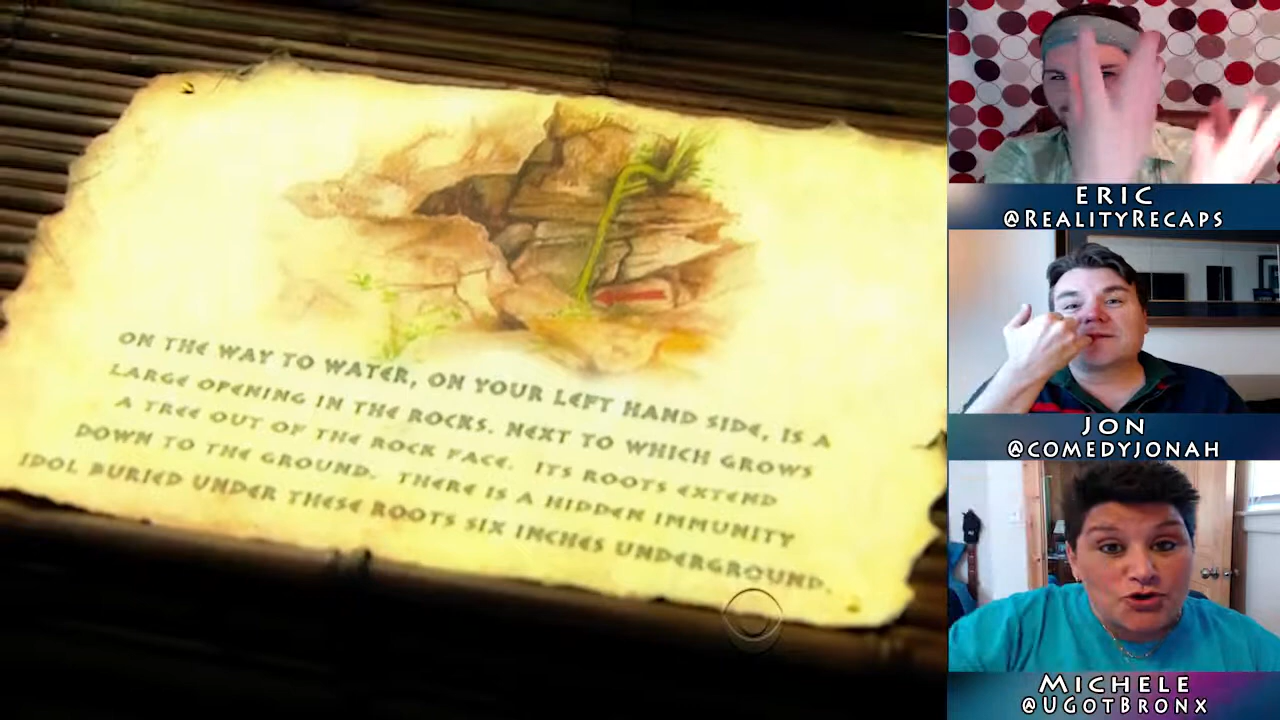 ON THE WAY TO WATER, ON YOUR LEFT HAND SIDE, IS A
LARGE OPENING IN THE ROCKS. NEXT TO WHICH GROWS
A TREE OUT OF THE ROCK FACE. ITS ROOTS EXTEND
DOWN TO THE GROUND. THERE IS A HIDDEN IMMUNITY
IDOL BURIED UNDER THESE ROOTS SIX INCHES UNDERGROUND.
ERIC
@REALITYRECAPS
JON
@COMEDYJONAH
MICHELE
@UGOTBRONX